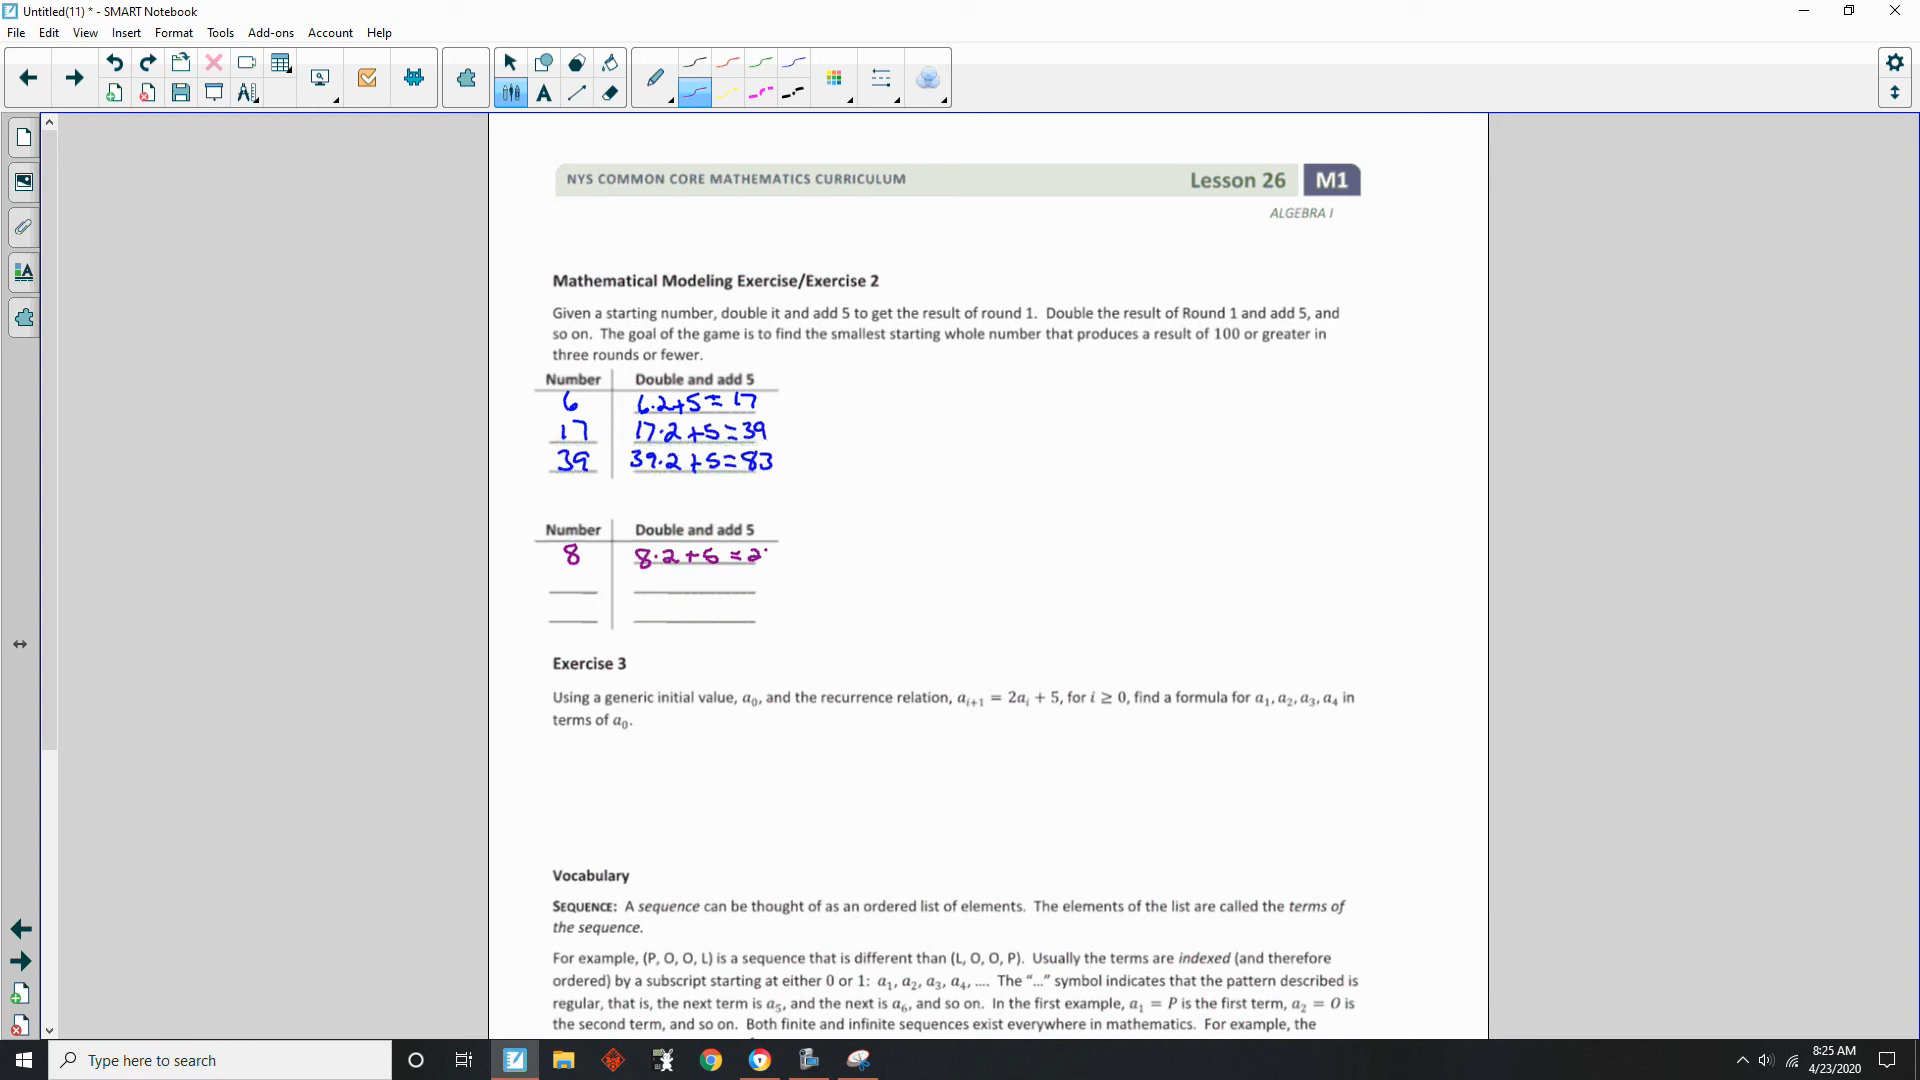 Untitled(11) * - SMART Notebook
File Edit View Insert Format Tools Add-ons Account Help
NYS COMMON CORE MATHEMATICS CURRICULUM Lesson 26 M1
ALGEBRA I
Mathematical Modeling Exercise/Exercise 2
Given a starting number, double it and add 5 to get the result of round 1. Double the result of Round 1 and add 5, and
so on. The goal of the game is to find the smallest starting whole number that produces a result of 100 or greater in
three rounds or fewer.
Number Double and add 5
6 6·2+5=17
17 17·2+5=39
39 39·2+5=83
Number Double and add 5
8 8·2+5=2
Exercise 3
Using a generic initial value, a₀, and the recurrence relation, aᵢ₊₁ = 2aᵢ + 5, for i ≥ 0, find a formula for a₁, a₂, a₃, a₄ in
terms of a₀.
Vocabulary
SEQUENCE: A sequence can be thought of as an ordered list of elements. The elements of the list are called the terms of
the sequence.
For example, (P, O, O, L) is a sequence that is different than (L, O, O, P). Usually the terms are indexed (and therefore
ordered) by a subscript starting at either 0 or 1: a₁, a₂, a₃, a₄, .... The “...” symbol indicates that the pattern described is
regular, that is, the next term is a₅, and the next is a₆, and so on. In the first example, a₁ = P is the first term, a₂ = O is
the second term, and so on. Both finite and infinite sequences exist everywhere in mathematics. For example, the
Type here to search
8:25 AM
4/23/2020